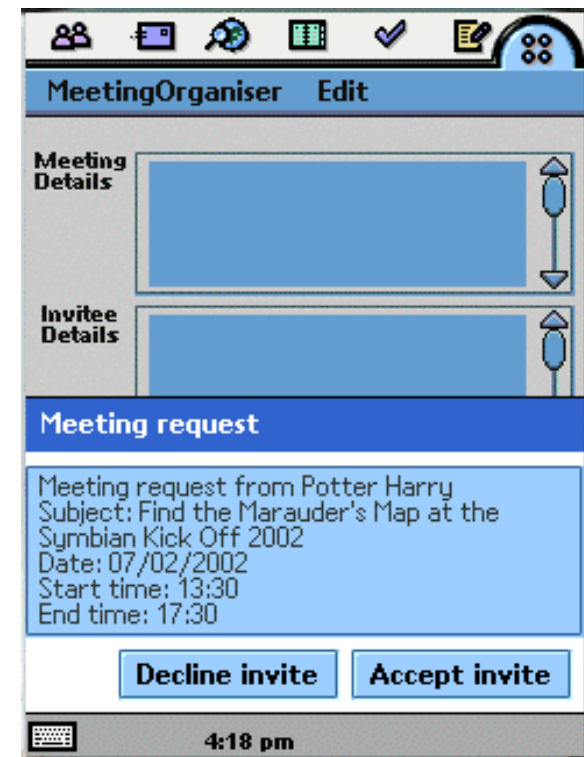 MeetingOrganiser Edit
Meeting
Details
Invitee
Details
Meeting request
Meeting request from Potter Harry
Subject: Find the Marauder's Map at the
Symbian Kick Off 2002
Date: 07/02/2002
Start time: 13:30
End time: 17:30
Decline invite Accept invite
4:18 pm